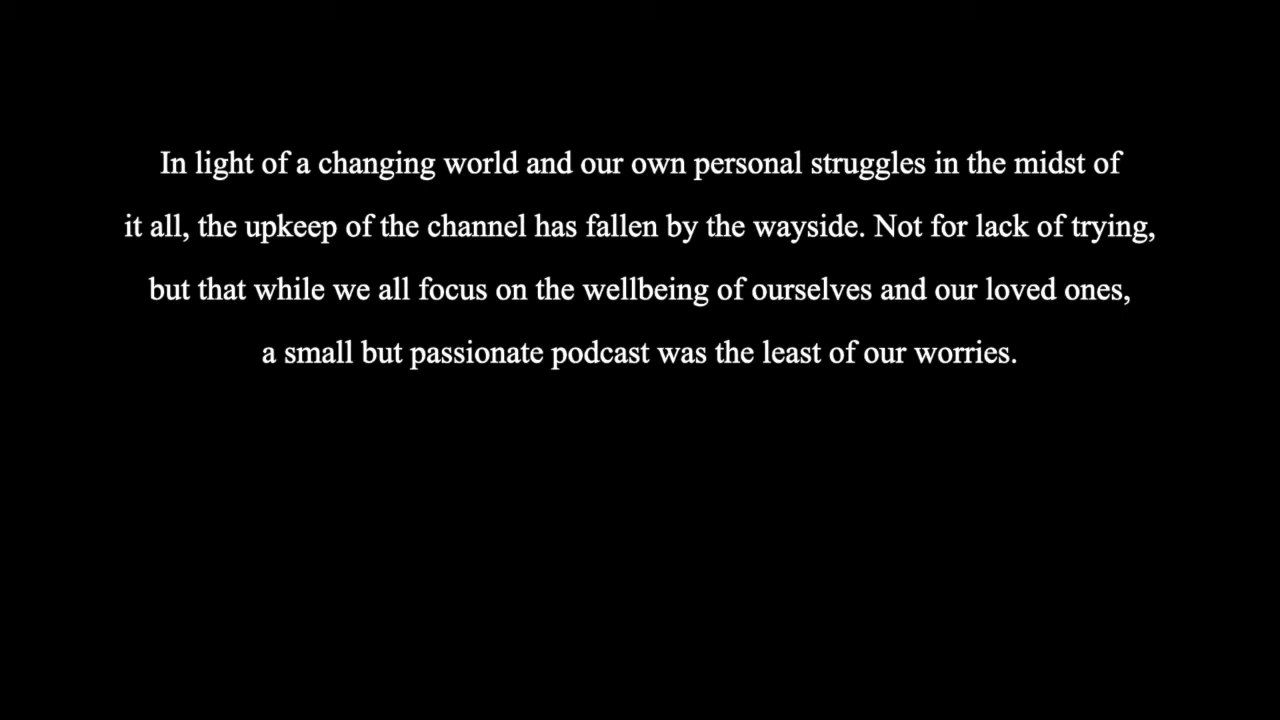 In light of a changing world and our own personal struggles in the midst of
it all, the upkeep of the channel has fallen by the wayside. Not for lack of trying,
but that while we all focus on the wellbeing of ourselves and our loved ones,
a small but passionate podcast was the least of our worries.